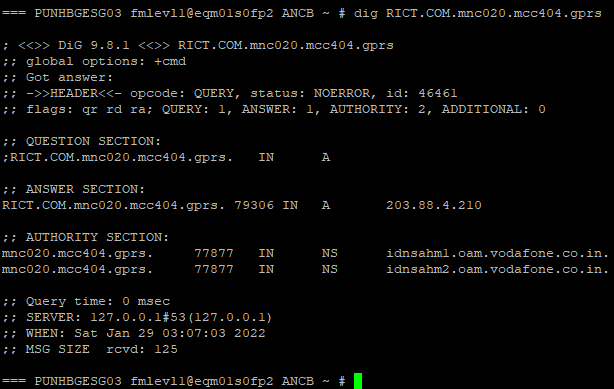 === PUNHBGESG03 fmlevl1@eqm01s0fp2 ANCB ~ # dig RICT.COM.mnc020.mcc404.gprs
; <<>> DiG 9.8.1 <<>> RICT.COM.mnc020.mcc404.gprs
;; global options: +cmd
;; Got answer:
;; ->>HEADER<<- opcode: QUERY, status: NOERROR, id: 46461
;; flags: qr rd ra; QUERY: 1, ANSWER: 1, AUTHORITY: 2, ADDITIONAL: 0
;; QUESTION SECTION:
;RICT.COM.mnc020.mcc404.gprs. IN A
;; ANSWER SECTION:
RICT.COM.mnc020.mcc404.gprs. 79306 IN A 203.88.4.210
;; AUTHORITY SECTION:
mnc020.mcc404.gprs. 77877 IN NS idnsahm1.oam.vodafone.co.in.
mnc020.mcc404.gprs. 77877 IN NS idnsahm2.oam.vodafone.co.in.
;; Query time: 0 msec
;; SERVER: 127.0.0.1#53(127.0.0.1)
;; WHEN: Sat Jan 29 03:07:03 2022
;; MSG SIZE rcvd: 125
=== PUNHBGESG03 fmlevl1@eqm01s0fp2 ANCB ~ #